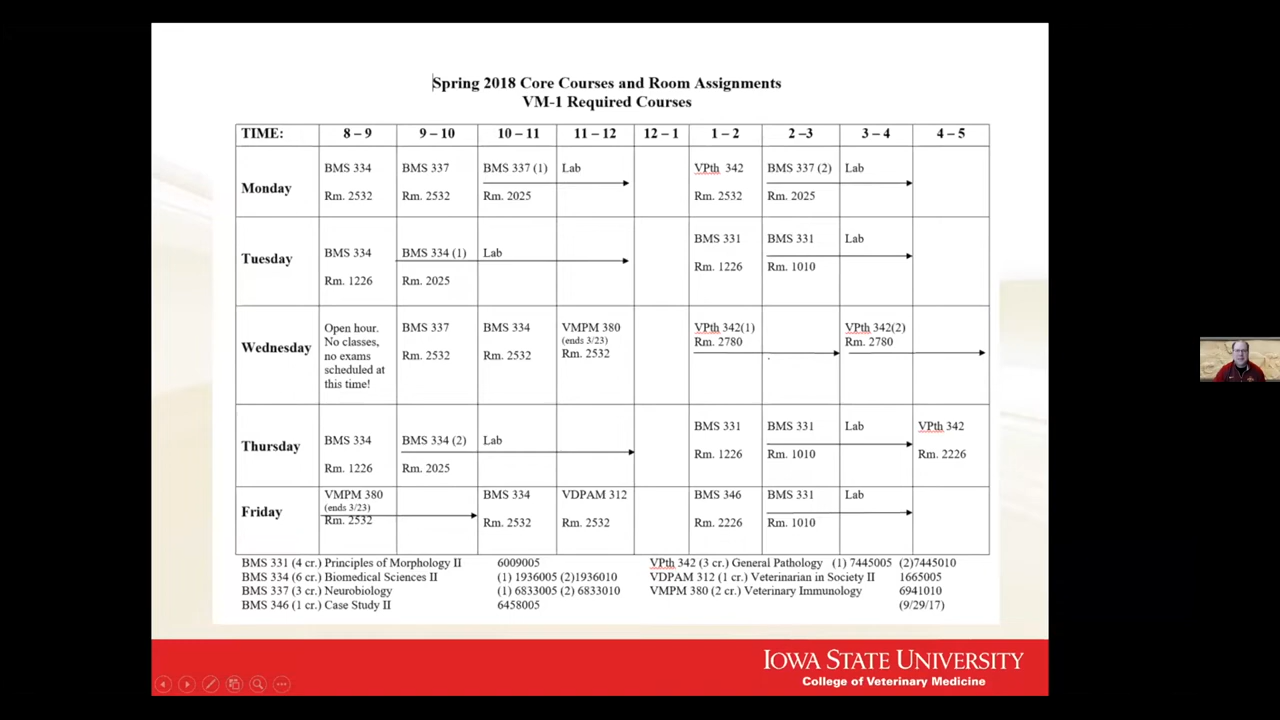 Spring 2018 Core Courses and Room Assignments
VM-1 Required Courses
TIME: 8 – 9 9 – 10 10 – 11 11 – 12 12 – 1 1 – 2 2 –3 3 – 4 4 – 5
Monday
BMS 334 BMS 337 BMS 337 (1) Lab VPth 342 BMS 337 (2) Lab
Rm. 2532 Rm. 2532 Rm. 2025 Rm. 2532 Rm. 2025
Tuesday
BMS 334 BMS 334 (1) Lab BMS 331 BMS 331 Lab
Rm. 1226 Rm. 2025 Rm. 1226 Rm. 1010
Wednesday
Open hour.
No classes,
no exams
scheduled at
this time!
BMS 337
Rm. 2532
BMS 334
Rm. 2532
VMPM 380
(ends 3/23)
Rm. 2532
VPth 342(1)
Rm. 2780
VPth 342(2)
Rm. 2780
Thursday
BMS 334 BMS 334 (2) Lab BMS 331 BMS 331 Lab VPth 342
Rm. 1226 Rm. 2025 Rm. 1226 Rm. 1010 Rm. 2226
Friday
VMPM 380
(ends 3/23)
Rm. 2532
BMS 334 VDPAM 312 BMS 346 BMS 331 Lab
Rm. 2532 Rm. 2532 Rm. 2226 Rm. 1010
BMS 331 (4 cr.) Principles of Morphology II 6009005
BMS 334 (6 cr.) Biomedical Sciences II (1) 1936005 (2)1936010
BMS 337 (3 cr.) Neurobiology (1) 6833005 (2) 6833010
BMS 346 (1 cr.) Case Study II 6458005
VPth 342 (3 cr.) General Pathology (1) 7445005 (2)7445010
VDPAM 312 (1 cr.) Veterinarian in Society II 1665005
VMPM 380 (2 cr.) Veterinary Immunology 6941010
(9/29/17)
IOWA STATE UNIVERSITY
College of Veterinary Medicine